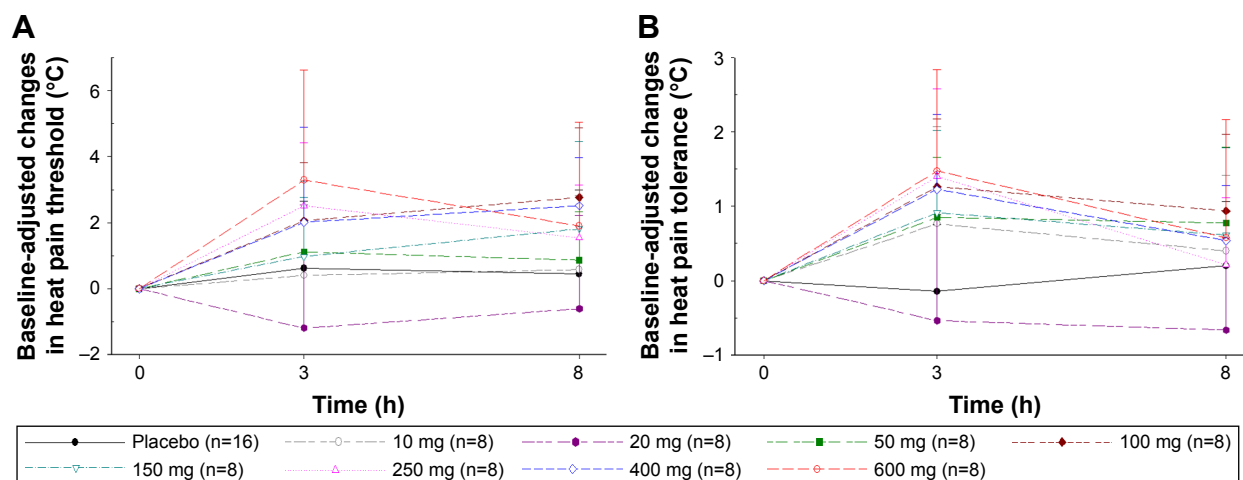 A
Baseline-adjusted changes
in heat pain threshold (°C)
6
4
2
0
–2
0
3
8
Time (h)
B
Baseline-adjusted changes
in heat pain tolerance (°C)
3
2
1
0
–1
0
3
8
Time (h)
Placebo (n=16)
10 mg (n=8)
20 mg (n=8)
50 mg (n=8)
100 mg (n=8)
150 mg (n=8)
250 mg (n=8)
400 mg (n=8)
600 mg (n=8)